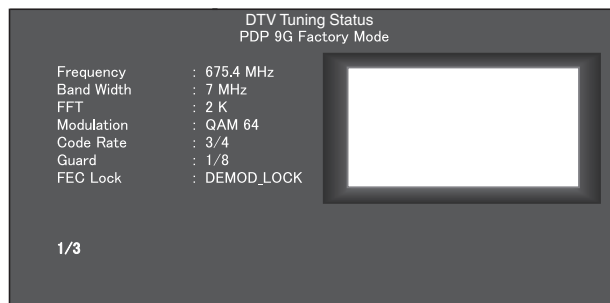 DTV Tuning Status
PDP 9G Factory Mode
Frequency : 675.4 MHz
Band Width : 7 MHz
FFT : 2 K
Modulation : QAM 64
Code Rate : 3/4
Guard : 1/8
FEC Lock : DEMOD_LOCK
1/3